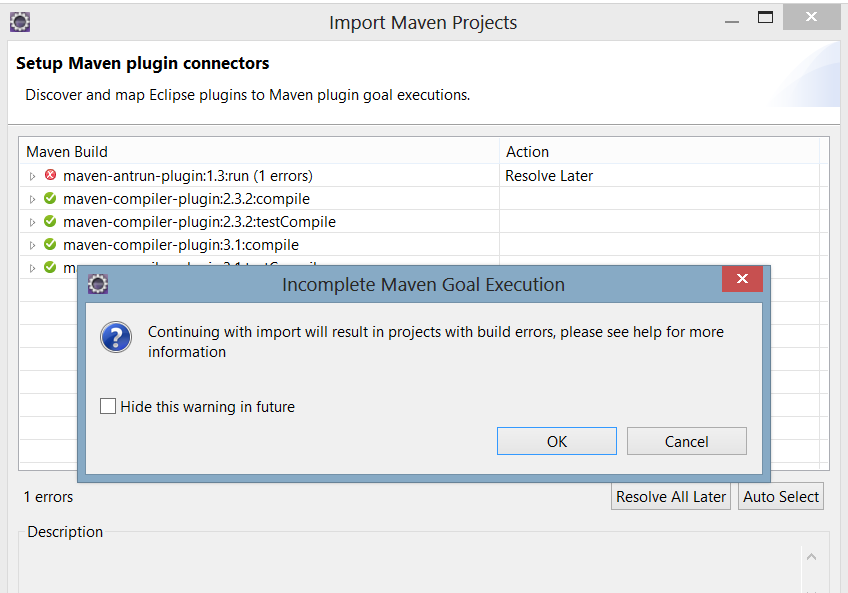 Import Maven Projects
Setup Maven plugin connectors
Discover and map Eclipse plugins to Maven plugin goal executions.
Maven Build Action
maven-antrun-plugin:1.3:run (1 errors) Resolve Later
maven-compiler-plugin:2.3.2:compile
maven-compiler-plugin:2.3.2:testCompile
maven-compiler-plugin:3.1:compile
Incomplete Maven Goal Execution
Continuing with import will result in projects with build errors, please see help for more
information
Hide this warning in future
OK Cancel
1 errors Resolve All Later Auto Select
Description